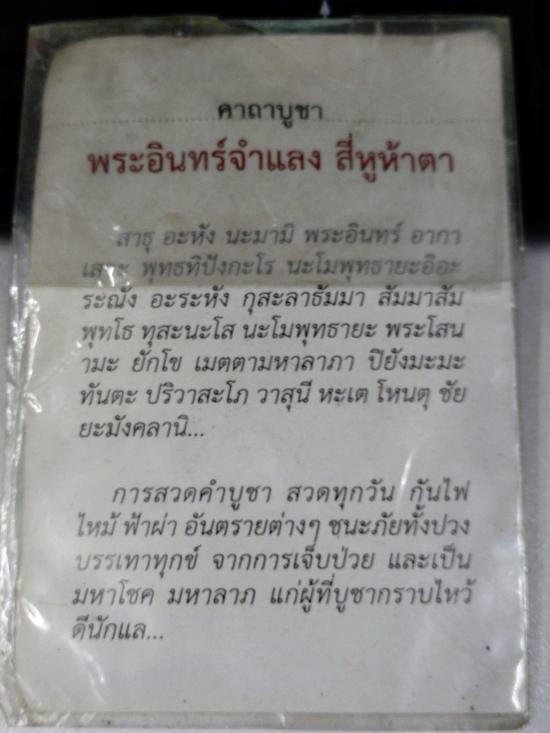 คาถาบูชา
พระอินทร์จำแลง สี่หูห้าตา
สาธุ อะหัง นะมามิ พระอินทร์ อากา
เสนะ พุทธทิปังกะโร นะโมพุทธายะอิอะ
ระณัง อะระหัง กุสะลาธัมมา สัมมาสัม
พุทโธ ทุสะนะโส นะโมพุทธายะ พระโสน
ามะ ยักโข เมตตามหาลาภา ปิยังมะมะ
ทันตะ ปริวาสะโภ วาสุนี หะเต โหนตุ ชัย
ยะมังคลานิ...
การสวดคำบูชา สวดทุกวัน กันไฟ
ไหม้ ฟ้าผ่า อันตรายต่างๆ ชนะภัยทั้งปวง
บรรเทาทุกข์ จากการเจ็บป่วย และเป็น
มหาโชค มหาลาภ แก่ผู้ที่บูชากราบไหว้
ดีนักแล...